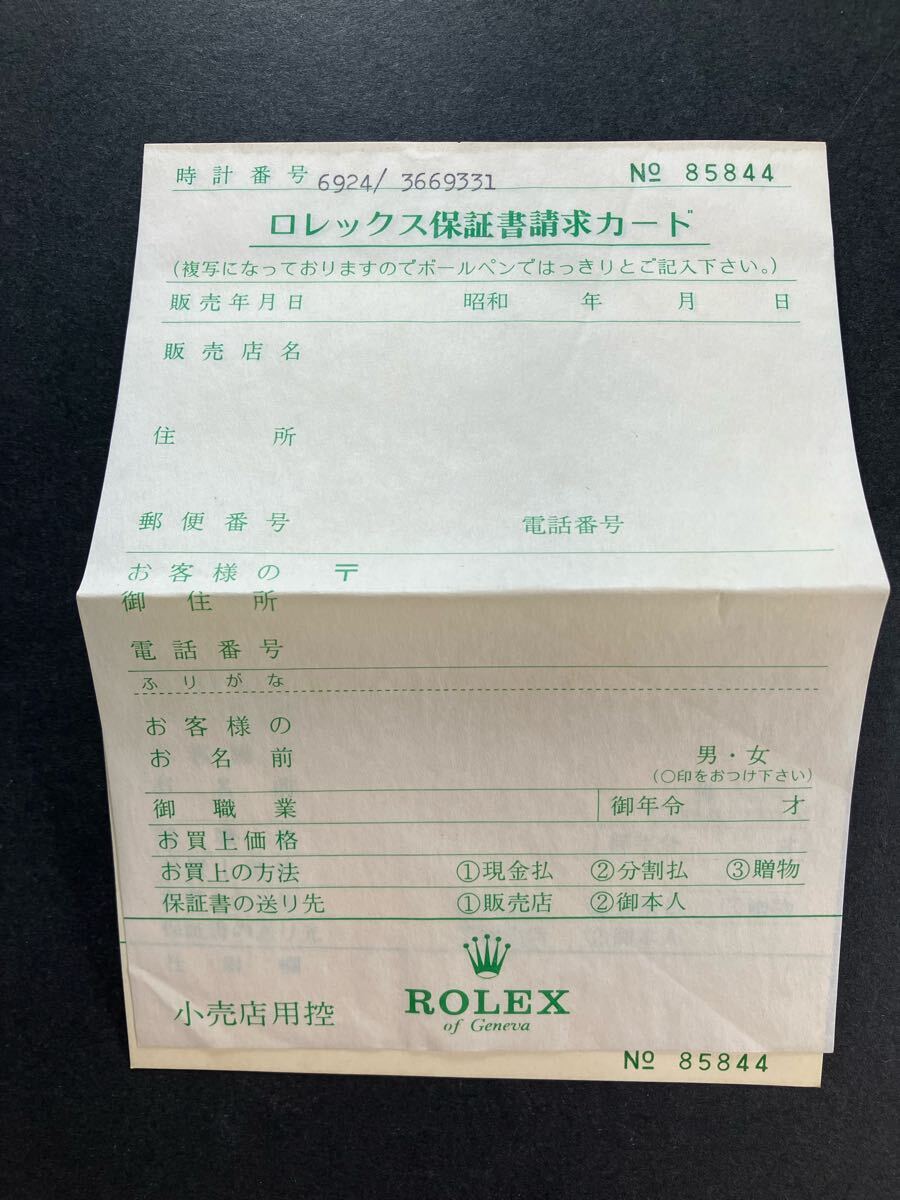 時計番号 6924/ 3669331 № 85844
ロレックス保証書請求カード
(複写になっておりますのでボールペンではっきりとご記入下さい。)
販売年月日 昭和 年 月 日
販売店名
住所
郵便番号 電話番号
お客様の 〒
御住所
電話番号
ふりがな
お客様の
お名前 男・女
(○印をおつけ下さい)
御職業 御年令 才
お買上価格
お買上の方法 ①現金払 ②分割払 ③贈物
保証書の送り先 ①販売店 ②御本人
小売店用控 ROLEX
of Geneva
№ 85844